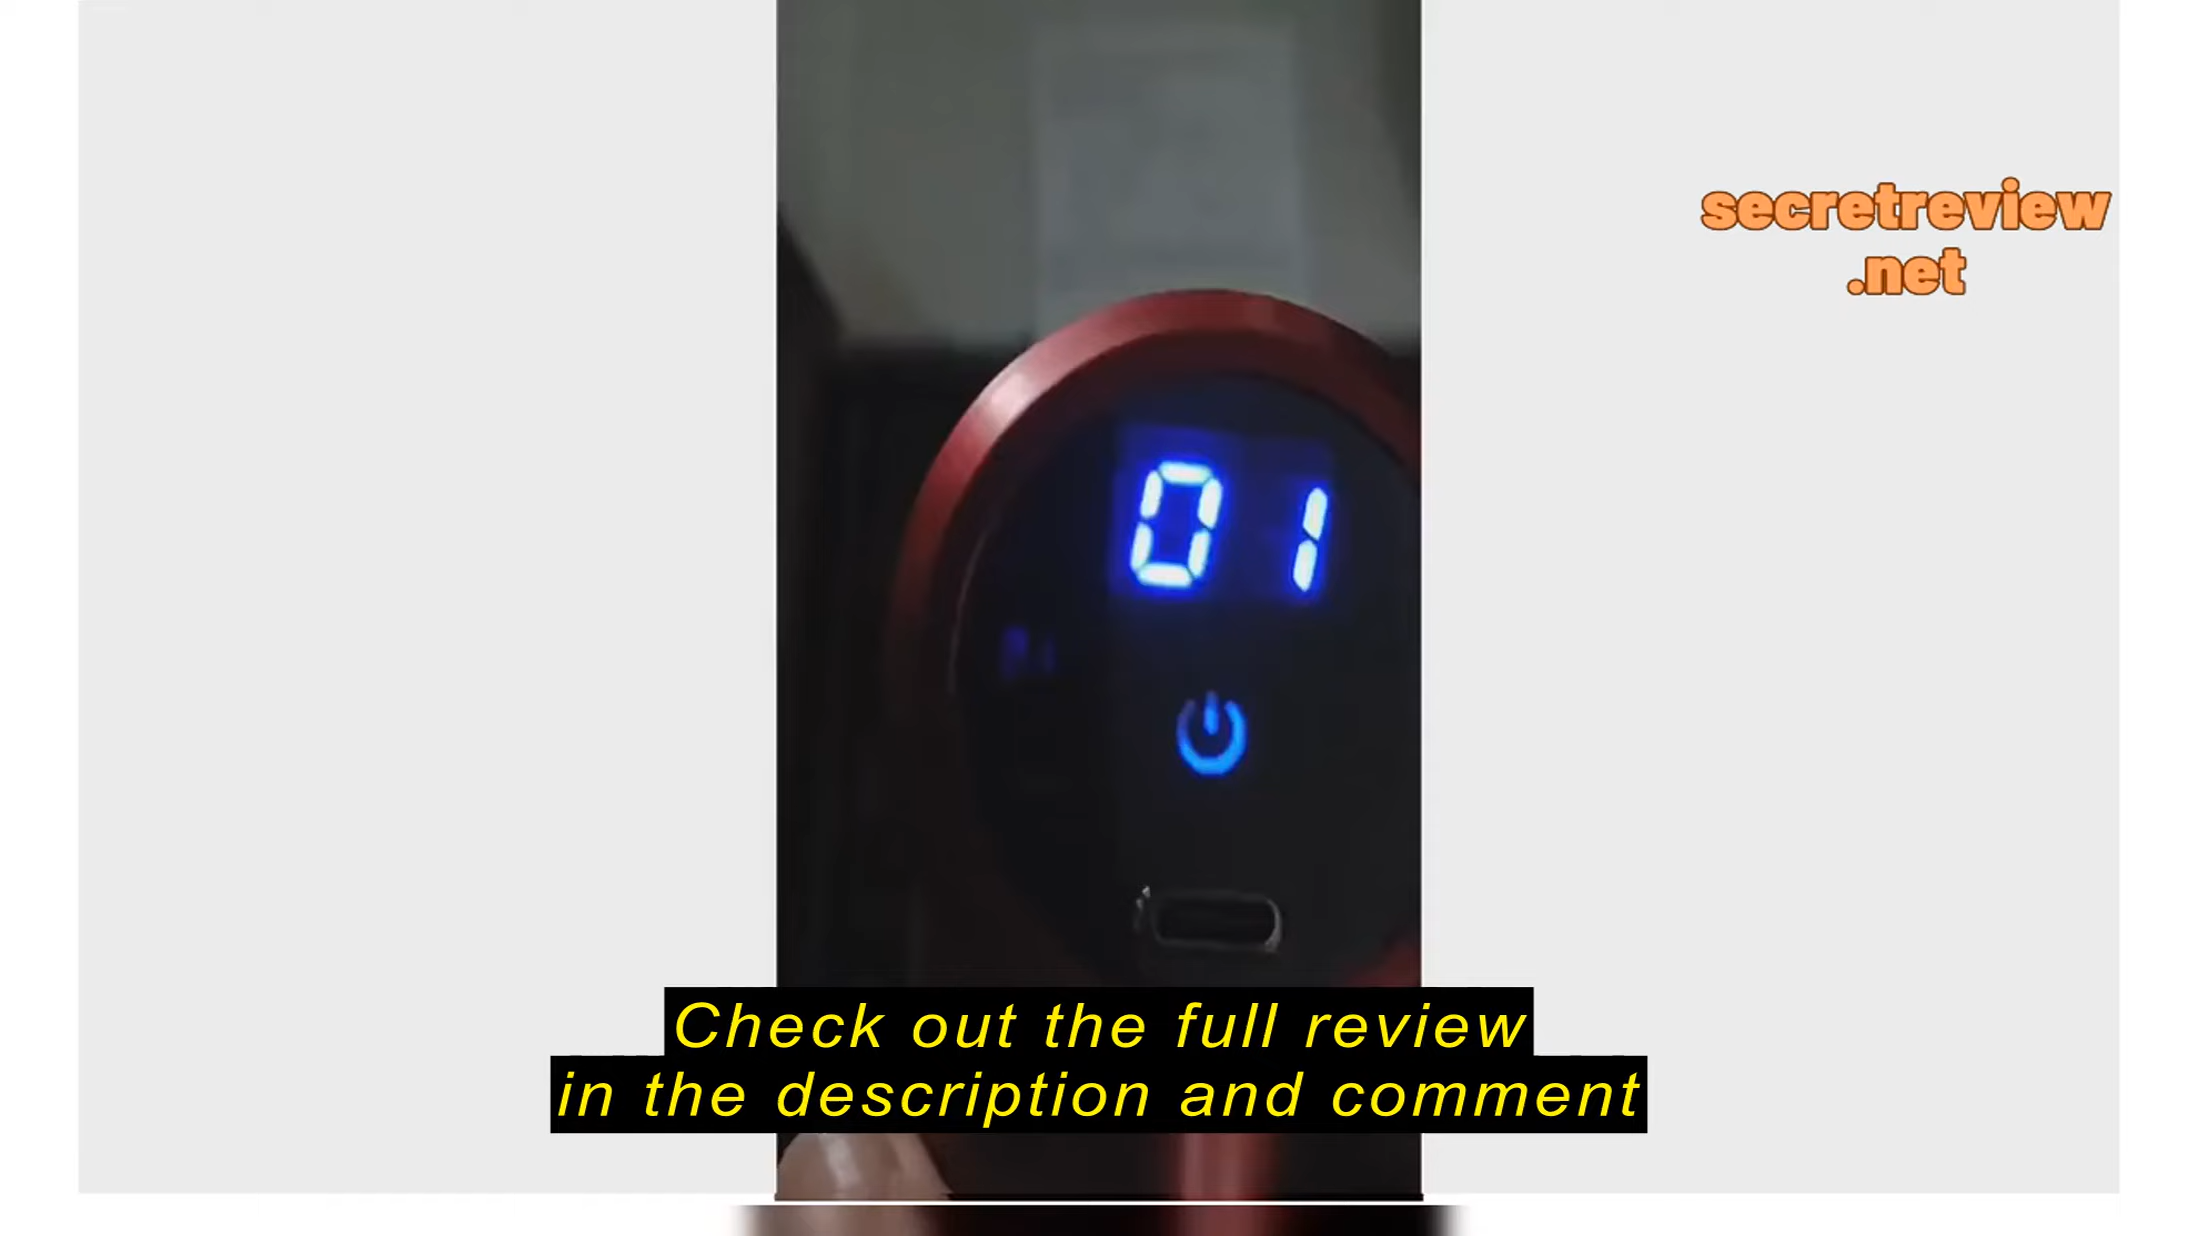 secretreview
.net
01
Check out the full review
in the description and comment